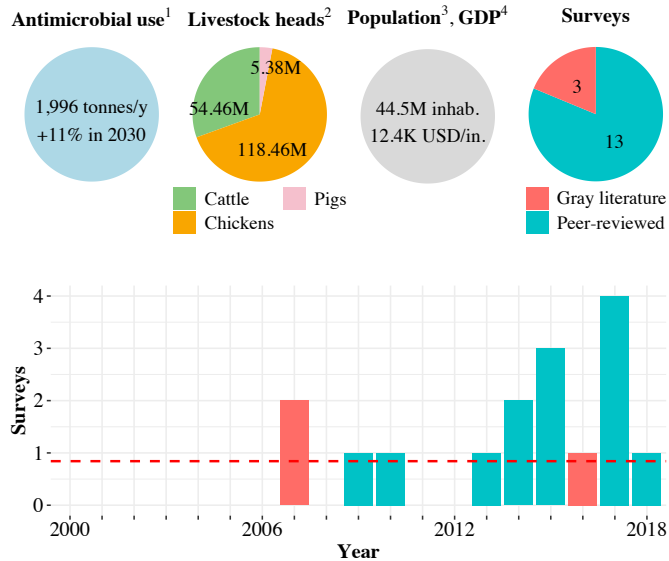 Antimicrobial use1 Livestock heads2 Population3, GDP4 Surveys
1,996 tonnes/y
+11% in 2030
5.38M
54.46M
118.46M
44.5M inhab.
12.4K USD/in.
3
13
Cattle Pigs
Chickens
Gray literature
Peer-reviewed
4
3
2
1
0
Surveys
2000 2006 2012 2018
Year